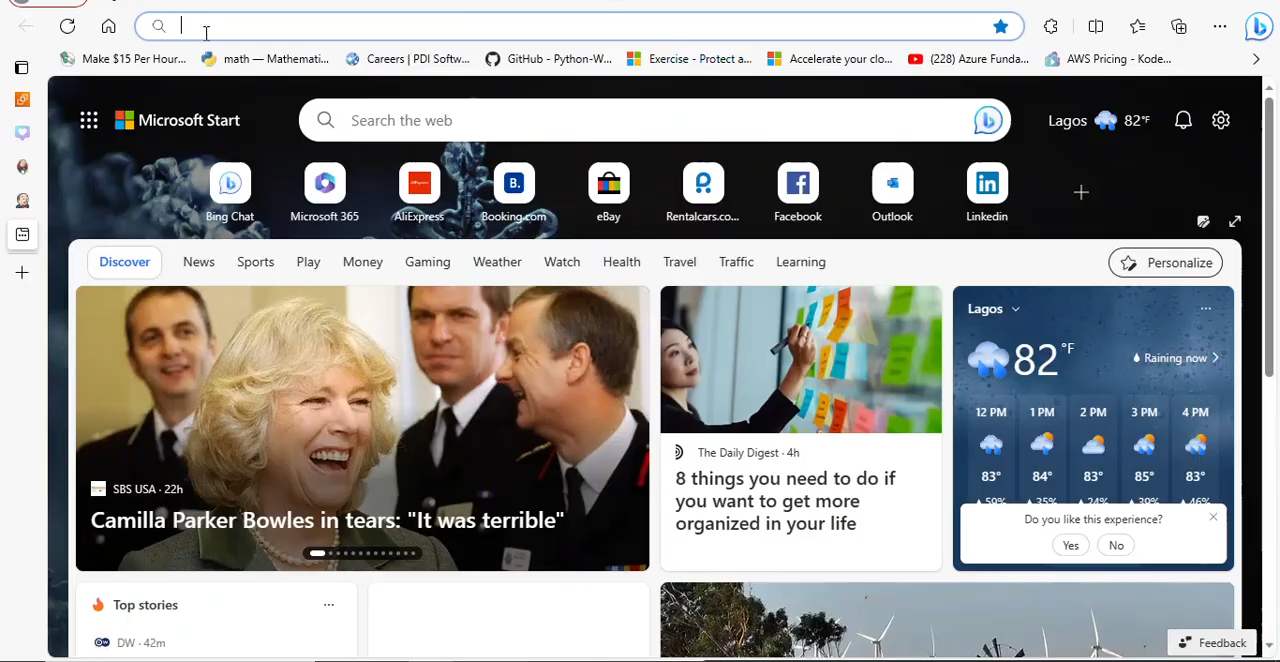 Make $15 Per Hour...
math — Mathemati...
Careers | PDI Softw...
GitHub - Python-W...
Exercise - Protect a...
Accelerate your clo...
(228) Azure Funda...
AWS Pricing - Kode...
Microsoft Start
Search the web
Lagos 82°F
Bing Chat
Microsoft 365
AliExpress
Booking.com
eBay
Rentalcars.co...
Facebook
Outlook
Linkedin
Discover News Sports Play Money Gaming Weather Watch Health Travel Traffic Learning
Personalize
SBS USA · 22h
Camilla Parker Bowles in tears: "It was terrible"
The Daily Digest · 4h
8 things you need to do if
you want to get more
organized in your life
Lagos
82 °F
Raining now
12 PM 1 PM 2 PM 3 PM 4 PM
83° 84° 83° 85° 83°
59% 35% 24% 39% 46%
Do you like this experience?
Yes No
Top stories
DW · 42m
Feedback